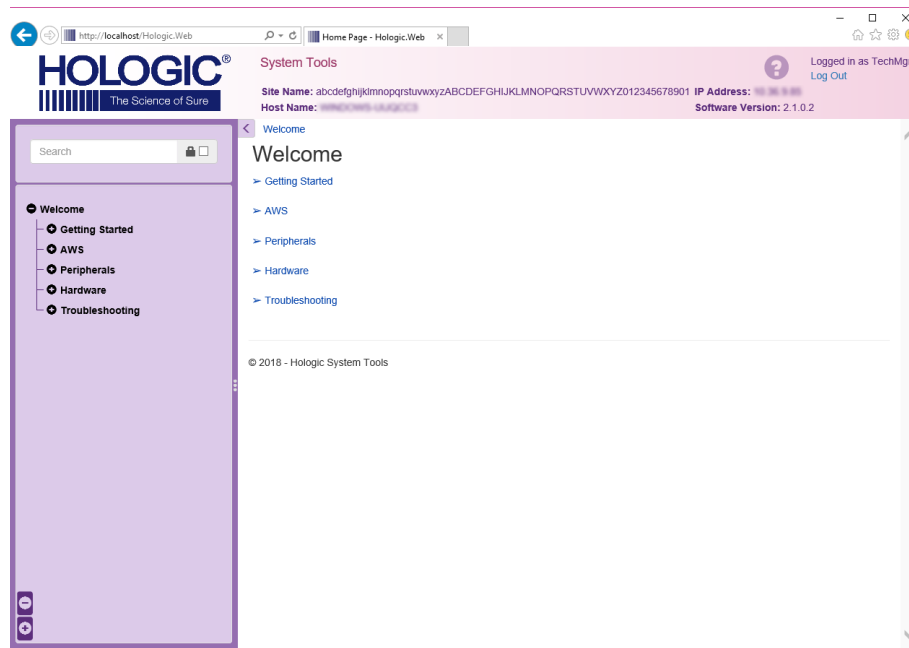 http://localhost/Hologic.Web
Home Page - Hologic.Web
HOLOGIC®
The Science of Sure
System Tools
Logged in as TechMg
Log Out
Site Name: abcdefghijklmnopqrstuvwxyzABCDEFGHIJKLMNOPQRSTUVWXYZ012345678901 IP Address:
Host Name:
Software Version: 2.1.0.2
Search
Welcome
Getting Started
AWS
Peripherals
Hardware
Troubleshooting
Welcome
Welcome
➢ Getting Started
➢ AWS
➢ Peripherals
➢ Hardware
➢ Troubleshooting
© 2018 - Hologic System Tools